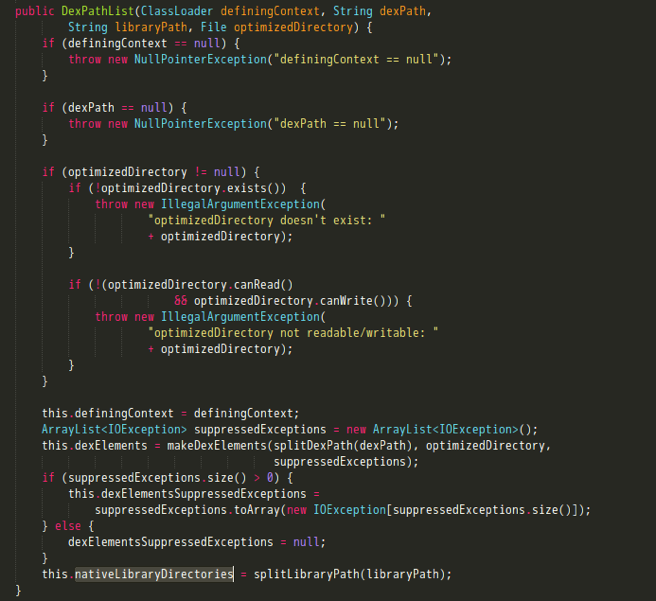 public DexPathList(ClassLoader definingContext, String dexPath,
        String libraryPath, File optimizedDirectory) {
    if (definingContext == null) {
        throw new NullPointerException("definingContext == null");
    }

    if (dexPath == null) {
        throw new NullPointerException("dexPath == null");
    }

    if (optimizedDirectory != null) {
        if (!optimizedDirectory.exists())  {
            throw new IllegalArgumentException(
                    "optimizedDirectory doesn't exist: "
                    + optimizedDirectory);
        }

        if (!(optimizedDirectory.canRead()
                        && optimizedDirectory.canWrite())) {
            throw new IllegalArgumentException(
                    "optimizedDirectory not readable/writable: "
                    + optimizedDirectory);
        }
    }

    this.definingContext = definingContext;
    ArrayList<IOException> suppressedExceptions = new ArrayList<IOException>();
    this.dexElements = makeDexElements(splitDexPath(dexPath), optimizedDirectory,
                                       suppressedExceptions);
    if (suppressedExceptions.size() > 0) {
        this.dexElementsSuppressedExceptions =
            suppressedExceptions.toArray(new IOException[suppressedExceptions.size()]);
    } else {
        dexElementsSuppressedExceptions = null;
    }
    this.nativeLibraryDirectories = splitLibraryPath(libraryPath);
}